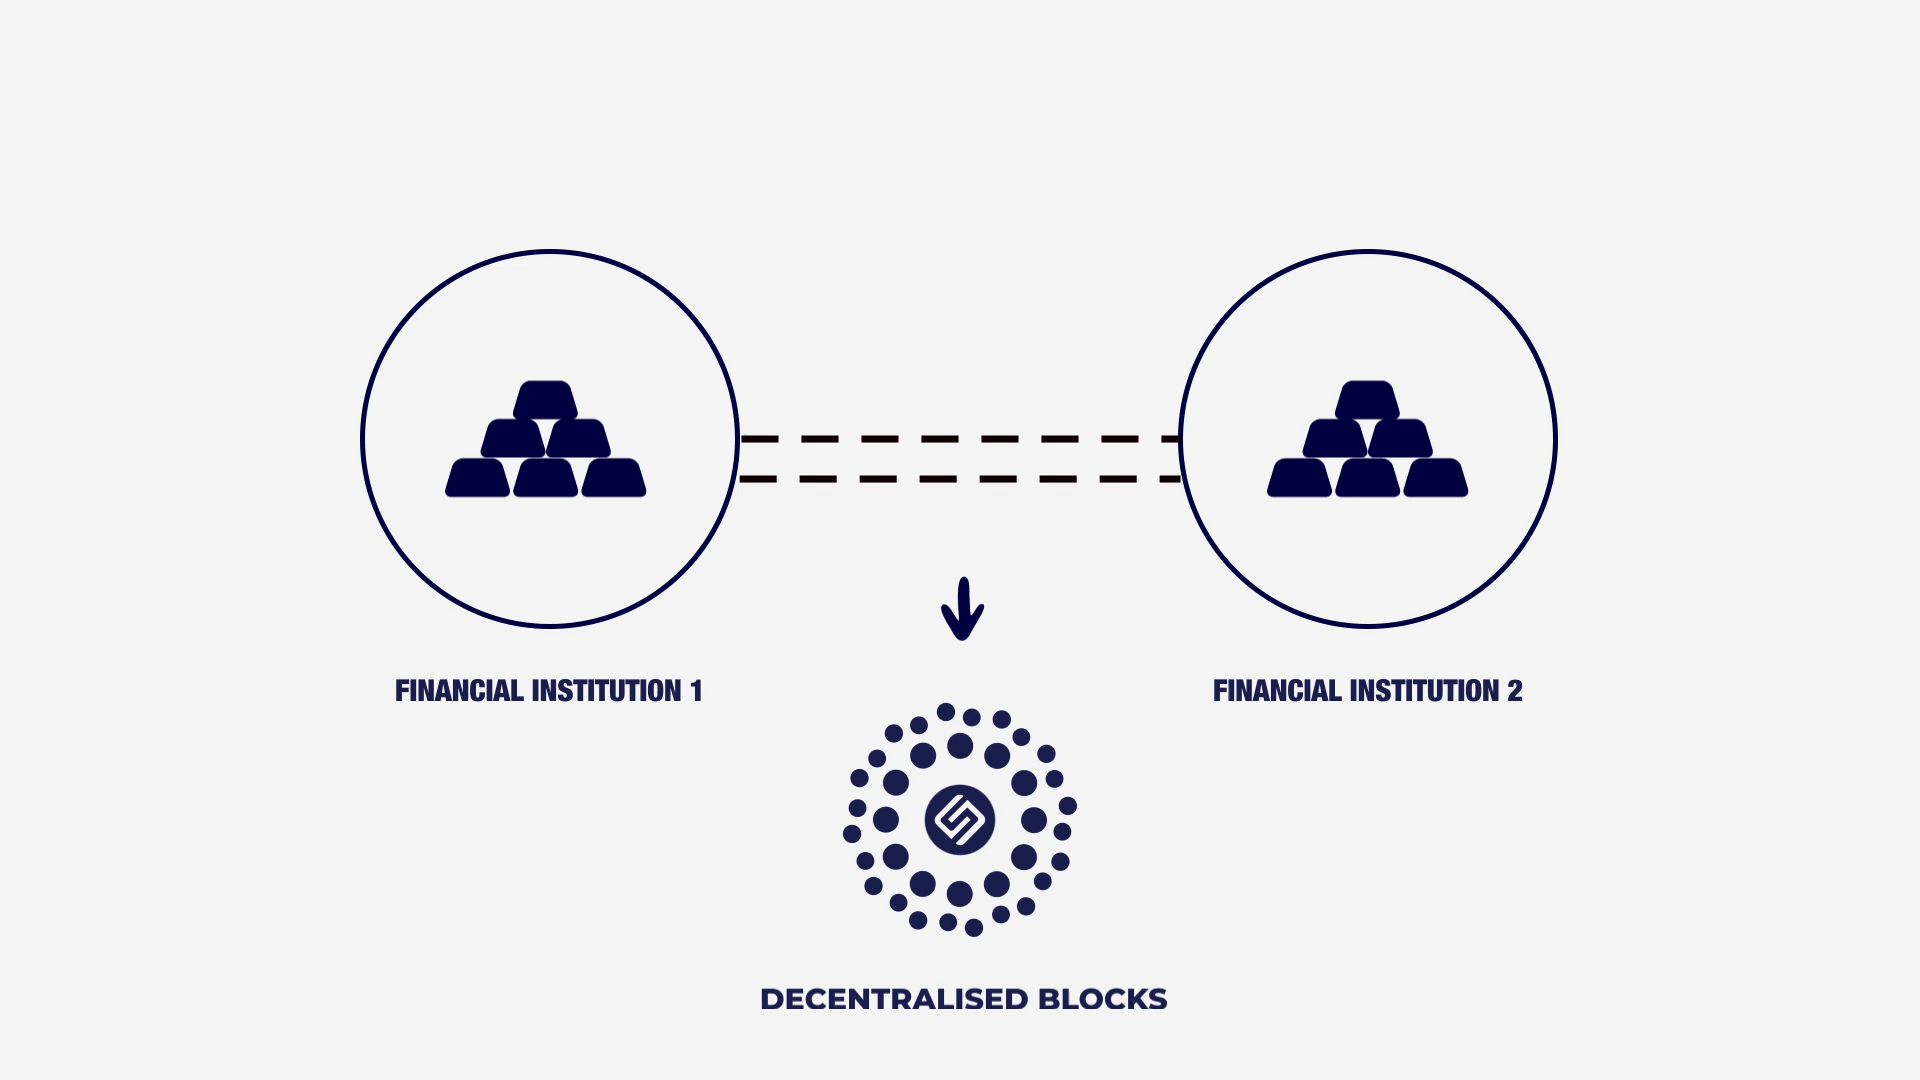 FINANCIAL INSTITUTION 1
FINANCIAL INSTITUTION 2
DECENTRALISED BLOCKS